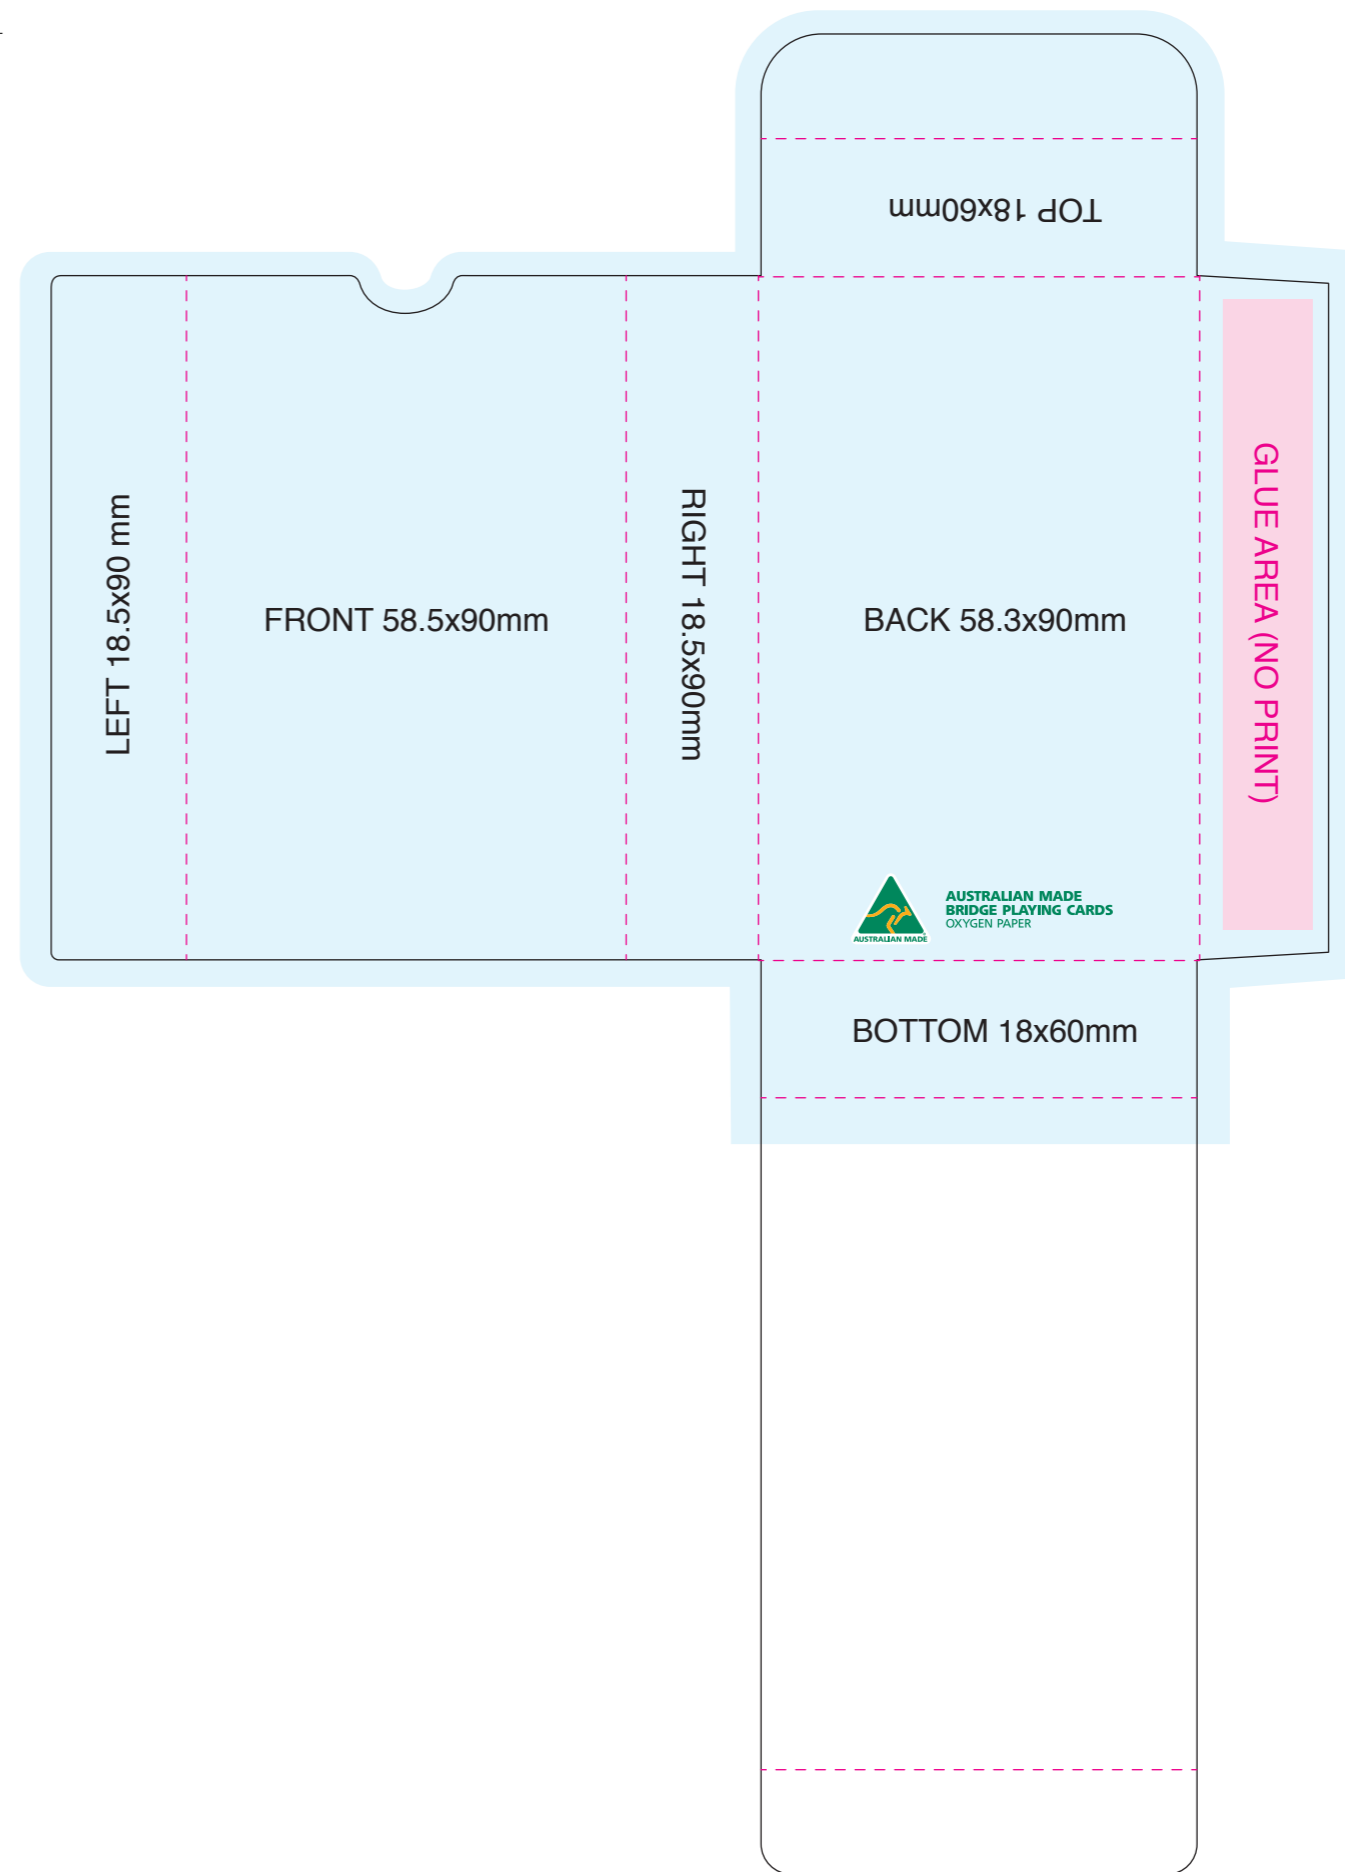 TOP 18x60mm
LEFT 18.5x90 mm
FRONT 58.5x90mm
RIGHT 18.5x90mm
BACK 58.3x90mm
GLUE AREA (NO PRINT)
AUSTRALIAN MADE
AUSTRALIAN MADE
BRIDGE PLAYING CARDS
OXYGEN PAPER
BOTTOM 18x60mm